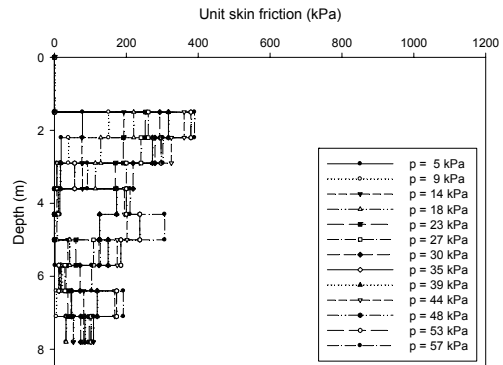 Unit skin friction (kPa)
0 200 400 600 800 1000 1200
0
2
4
6
8
Depth (m)
p = 5 kPa
p = 9 kPa
p = 14 kPa
p = 18 kPa
p = 23 kPa
p = 27 kPa
p = 30 kPa
p = 35 kPa
p = 39 kPa
p = 44 kPa
p = 48 kPa
p = 53 kPa
p = 57 kPa